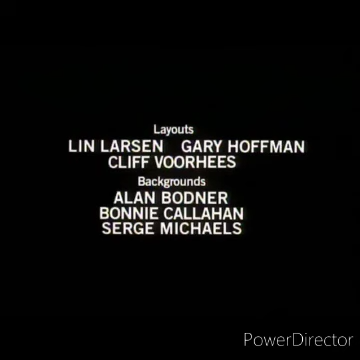 Layouts
LIN LARSEN GARY HOFFMAN
CLIFF VOORHEES
Backgrounds
ALAN BODNER
BONNIE CALLAHAN
SERGE MICHAELS
PowerDirector